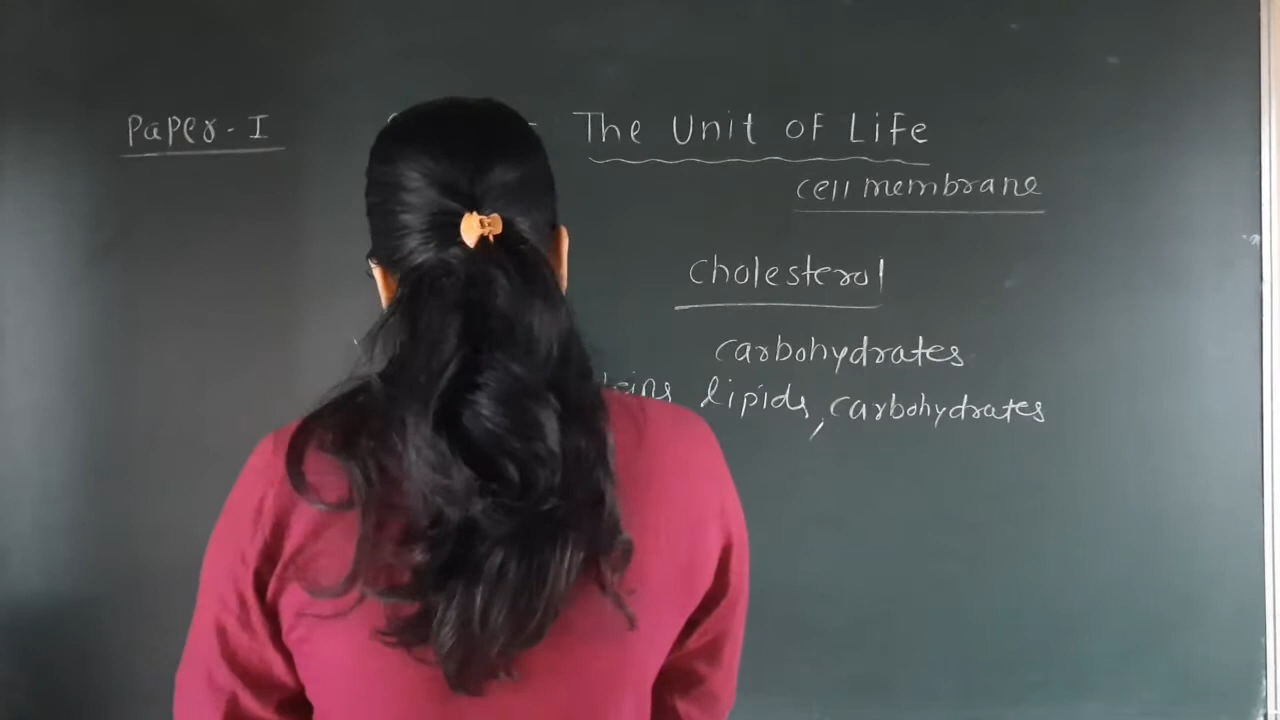 Paper - I - The Unit of Life
cell membrane
cholesterol
carbohydrates
lipids, carbohydrates